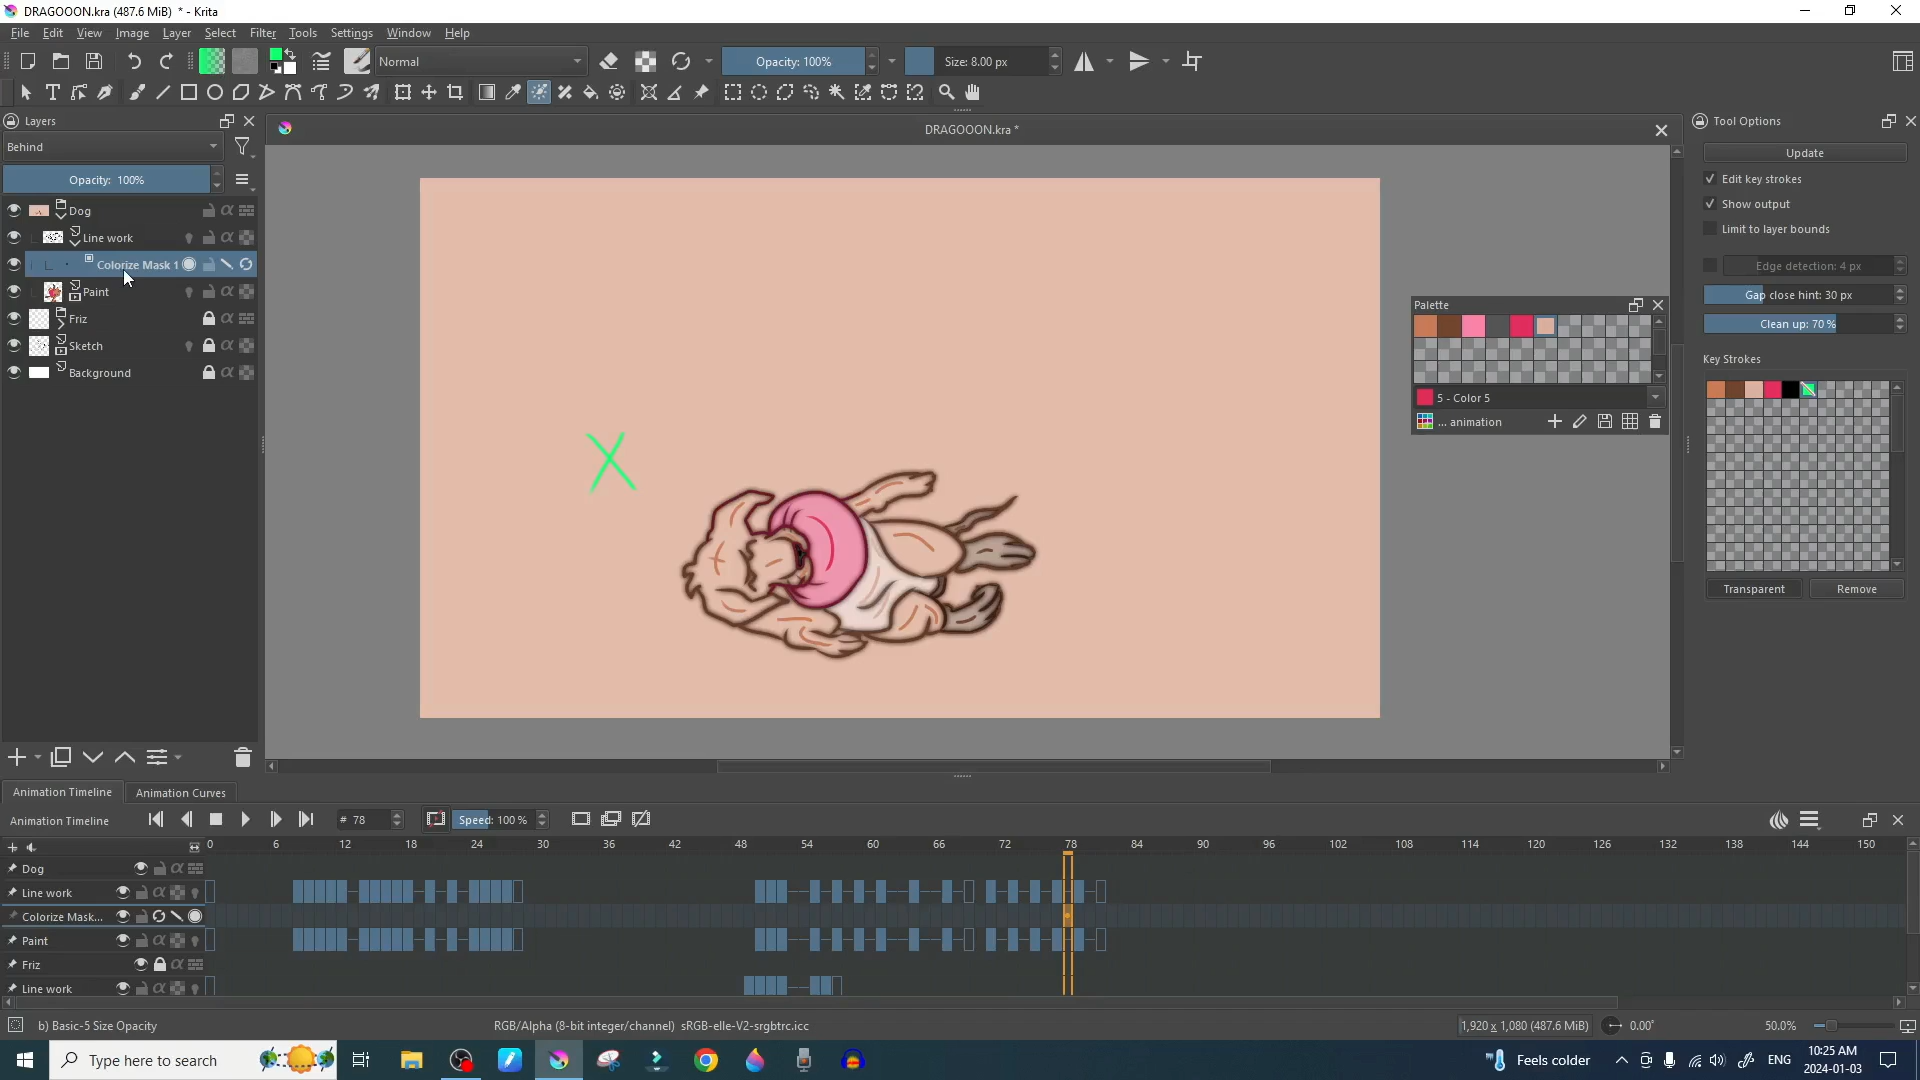 DRAGOOON.kra (487.6 MiB) * - Krita
File Edit View Image Layer Select Filter Tools Settings Window Help
Normal
Opacity: 100%
Size: 8.00 px
Layers
DRAGOOON.kra *
Tool Options
Behind
Update
Opacity: 100%
Edit key strokes
Show output
Limit to layer bounds
Edge detection: 4 px
Gap close hint: 30 px
Clean up: 70 %
Key Strokes
Transparent Remove
Dog
Line work
Colorize Mask 1
Paint
Friz
Sketch
Background
Palette
5 - Color 5
... animation
Animation Timeline Animation Curves
Animation Timeline
# 78
Speed: 100 %
0 6 12 18 24 30 36 42 48 54 60 66 72 78 84 90 96 102 108 114 120 126 132 138 144 150
Dog
Line work
Colorize Mask...
Paint
Friz
Line work
b) Basic-5 Size Opacity
RGB/Alpha (8-bit integer/channel) sRGB-elle-V2-srgbtrc.icc
1,920 x 1,080 (487.6 MiB)
0.00°
50.0%
Type here to search
Feels colder
ENG
10:25 AM
2024-01-03